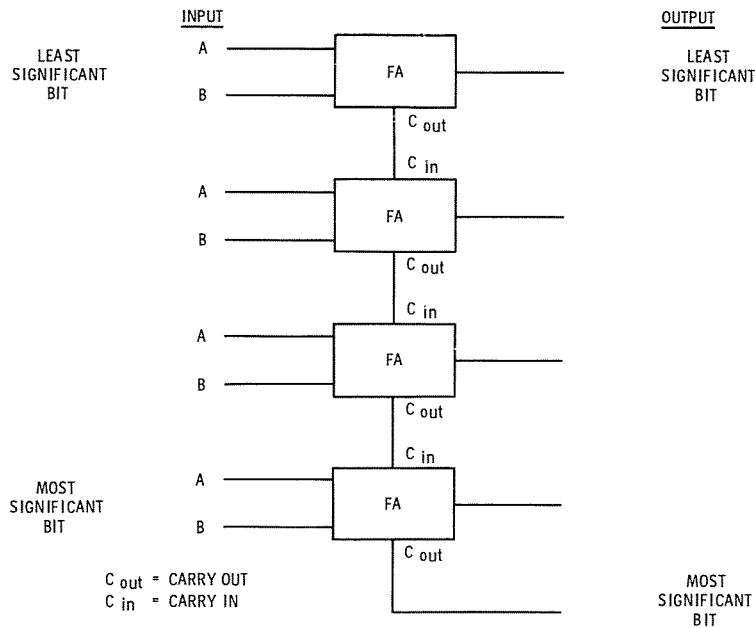 INPUT
OUTPUT
LEAST
SIGNIFICANT
BIT
A
B
FA
LEAST
SIGNIFICANT
BIT
C out
C in
A
B
FA
C out
C in
A
B
FA
C out
C in
MOST
SIGNIFICANT
BIT
A
B
FA
C out
C out = CARRY OUT
C in = CARRY IN
MOST
SIGNIFICANT
BIT